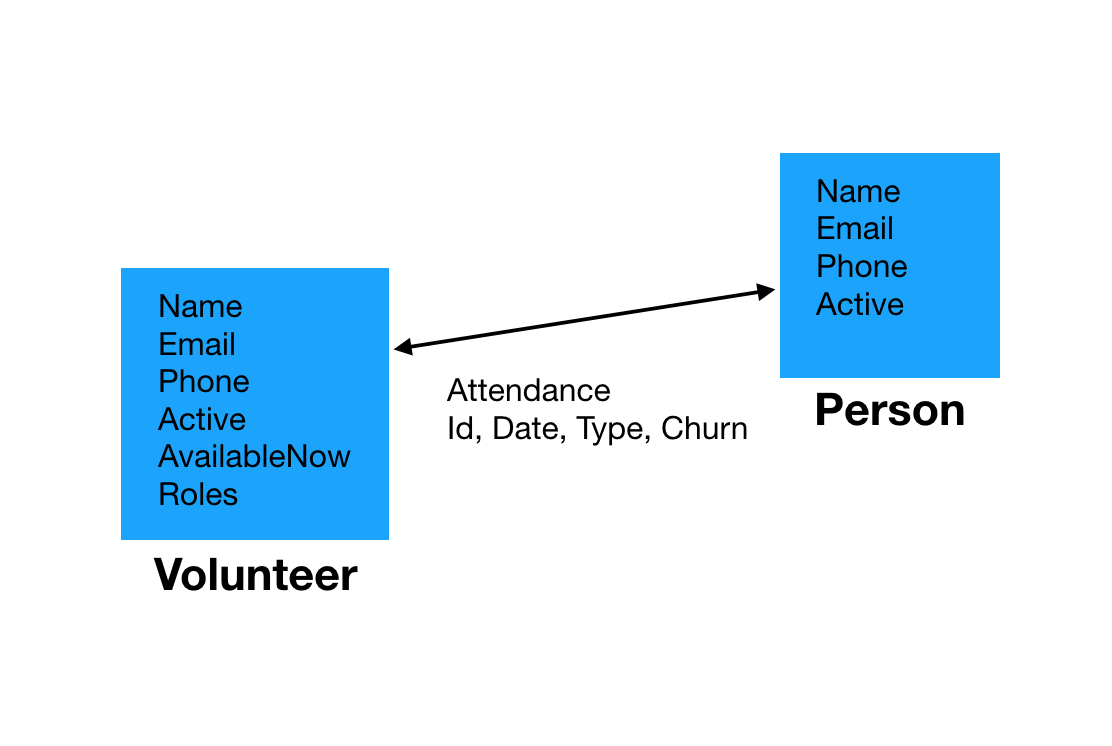 Name
Email
Phone
Active
AvailableNow
Roles
Volunteer
Attendance
Id, Date, Type, Churn
Name
Email
Phone
Active
Person